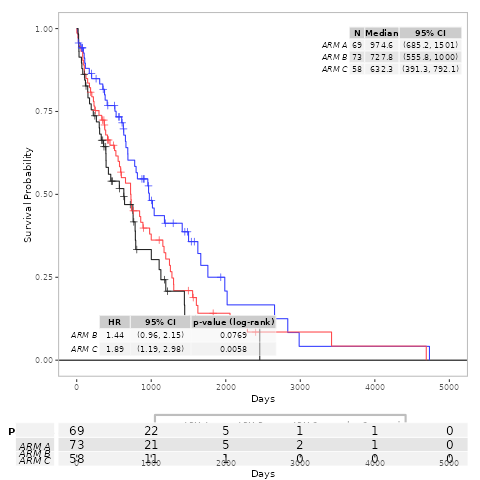 N Median 95% CI
ARM A 69 974.6 (685.2, 1501)
ARM B 73 727.8 (555.8, 1000)
ARM C 58 632.3 (391.3, 792.1)
1.00
0.75
0.50
0.25
0.00
Survival Probability
HR 95% CI p-value (log-rank)
ARM B 1.44 (0.96, 2.15) 0.0769
ARM C 1.89 (1.19, 2.98) 0.0058
0 1000 2000 3000 4000 5000
Days
P 69 22 5 1 1 0
ARM A 73 21 5 2 1 0
ARM B
ARM C 58 11 1 0 0 0
0 1000 2000 3000 4000 5000
Days